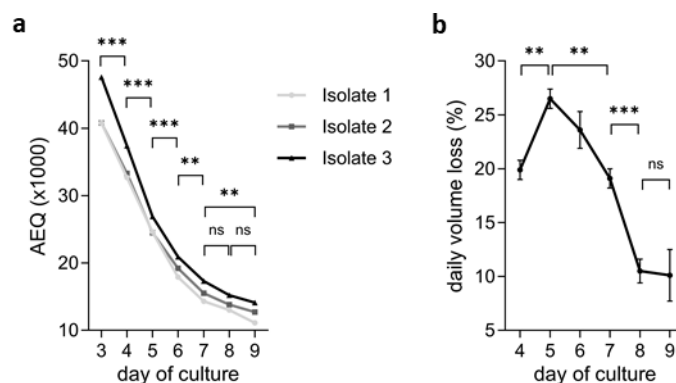 a
***
***
***
**
**
ns
ns
Isolate 1
Isolate 2
Isolate 3
AEQ (x1000)
50
40
30
20
10
3 4 5 6 7 8 9
day of culture
b
**
**
***
ns
daily volume loss (%)
30
25
20
15
10
5
4 5 6 7 8 9
day of culture